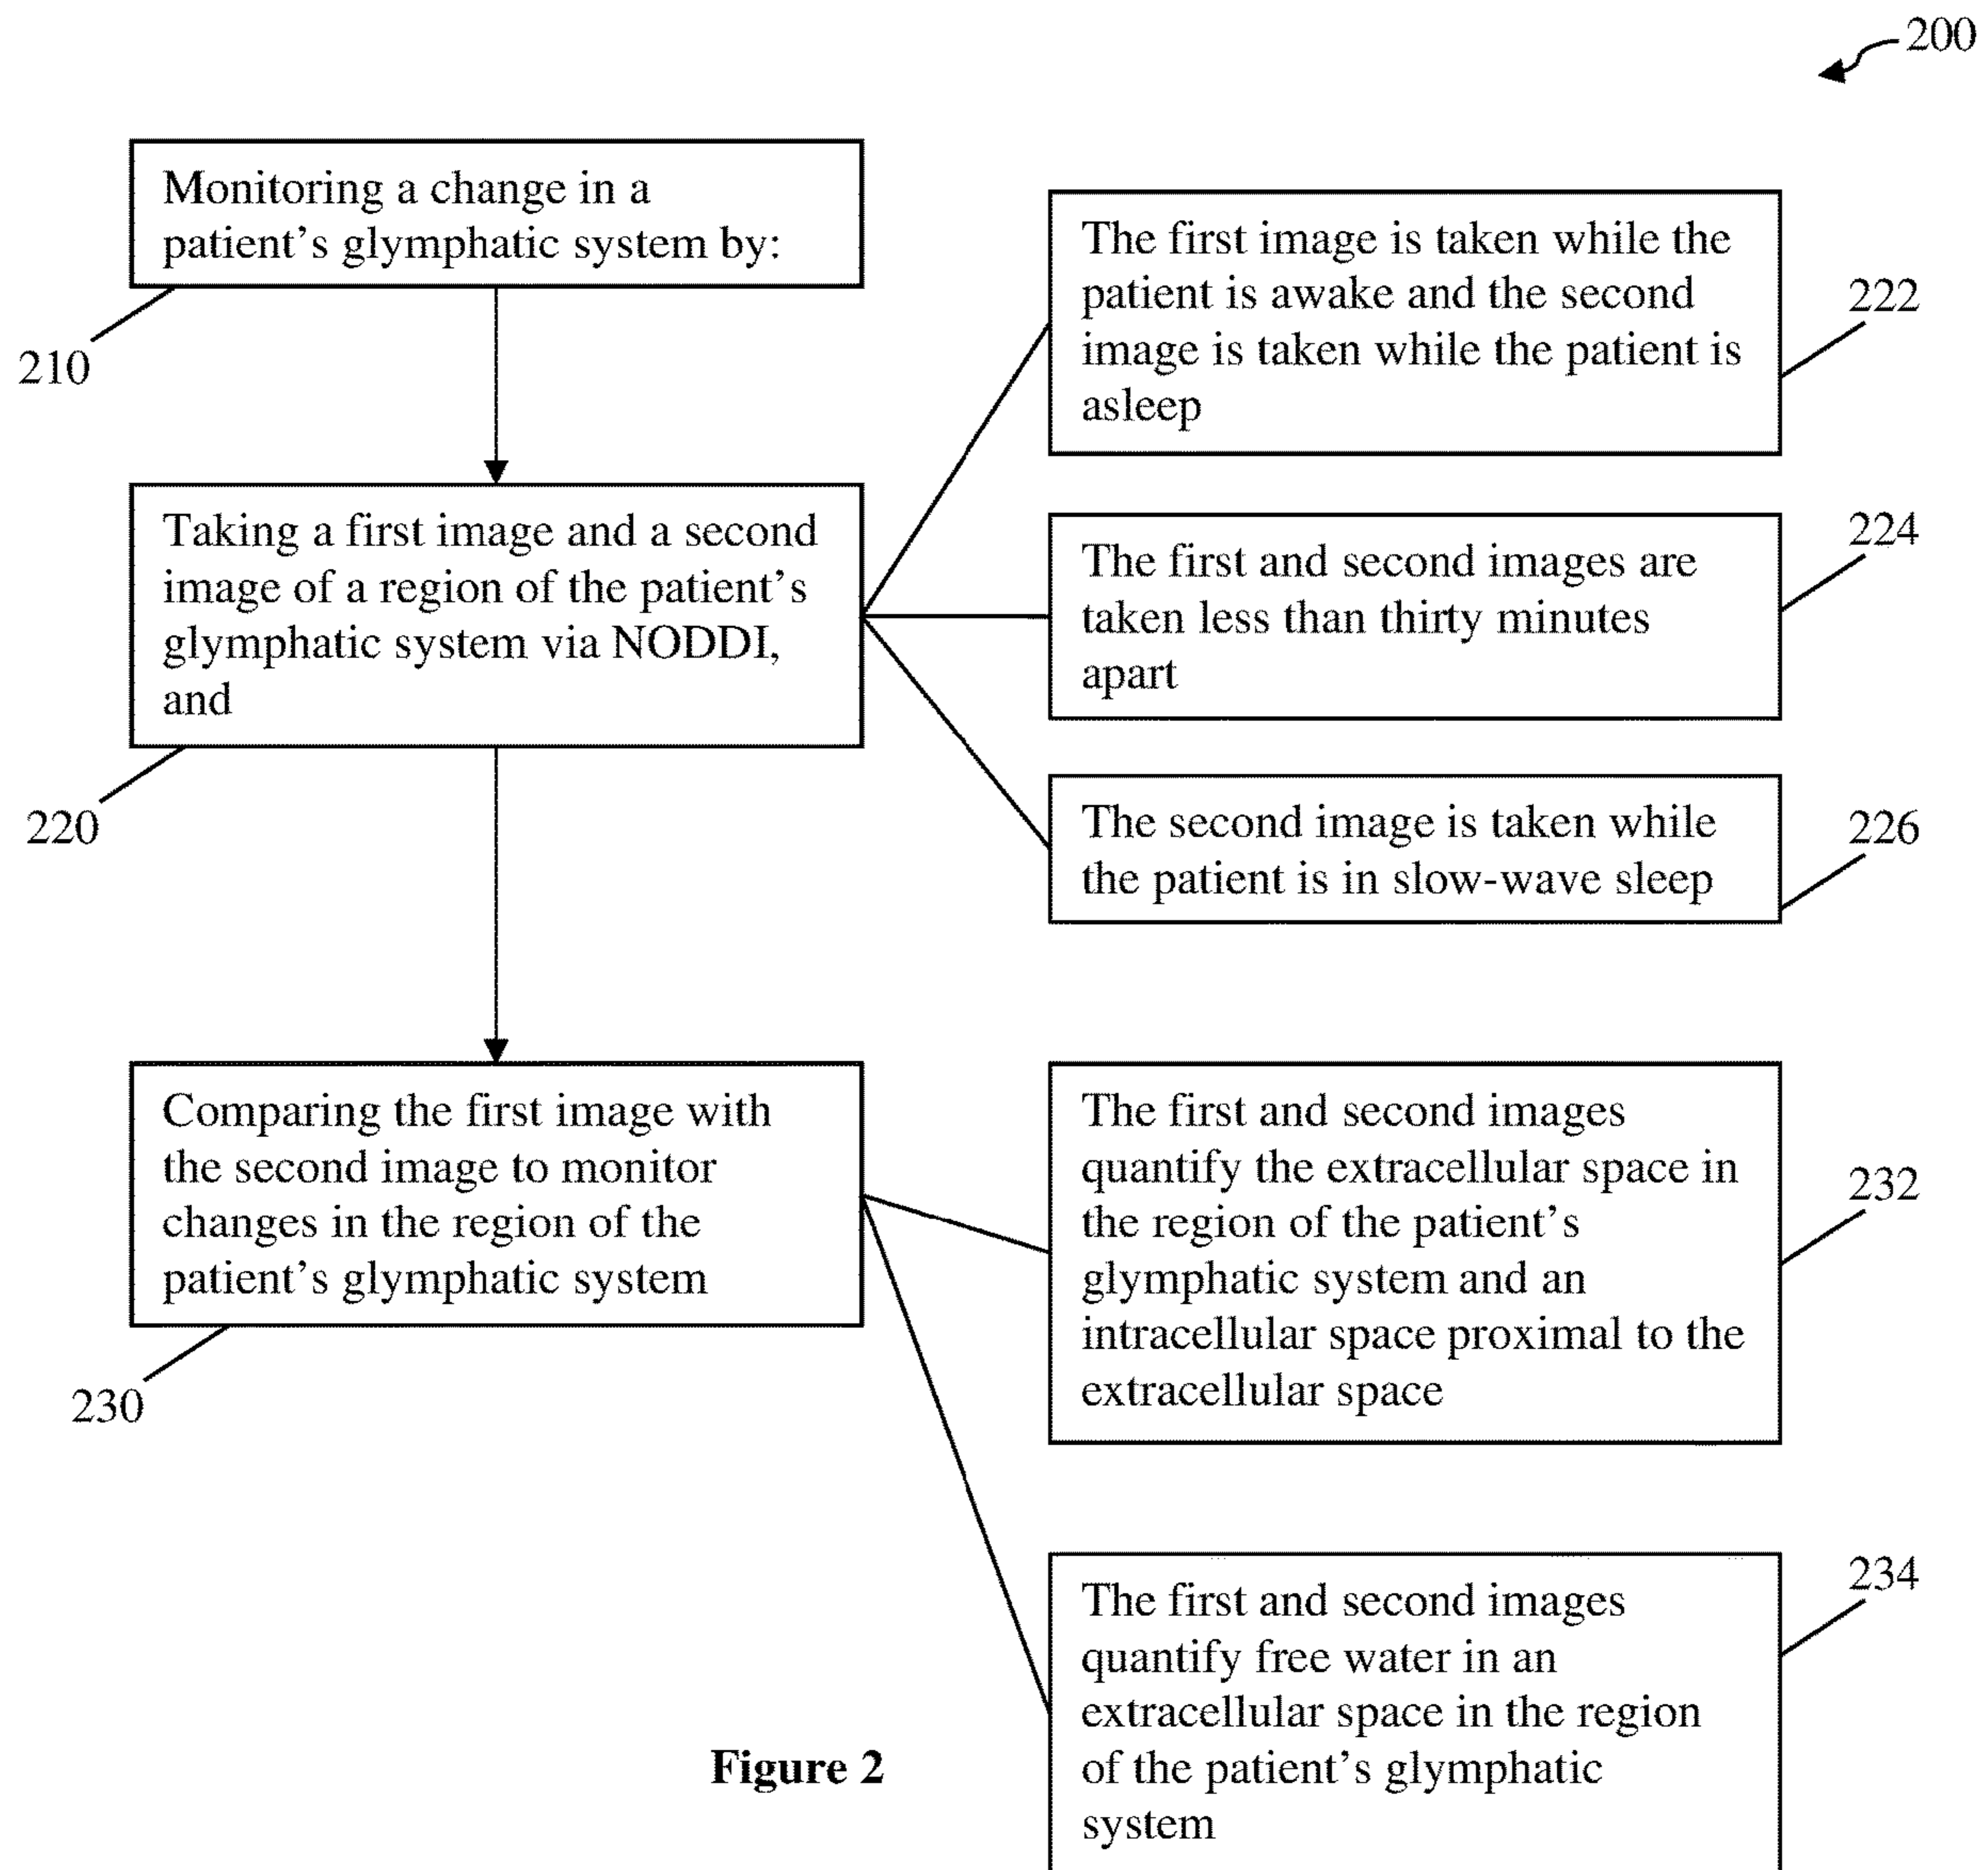 200
Monitoring a change in a
patient’s glymphatic system by:
210
The first image is taken while the
patient is awake and the second
image is taken while the patient is
asleep
222
Taking a first image and a second
image of a region of the patient’s
glymphatic system via NODDI,
and
220
The first and second images are
taken less than thirty minutes
apart
224
The second image is taken while
the patient is in slow-wave sleep
226
Comparing the first image with
the second image to monitor
changes in the region of the
patient’s glymphatic system
230
The first and second images
quantify the extracellular space in
the region of the patient’s
glymphatic system and an
intracellular space proximal to the
extracellular space
232
The first and second images
quantify free water in an
extracellular space in the region
of the patient’s glymphatic
system
234
Figure 2